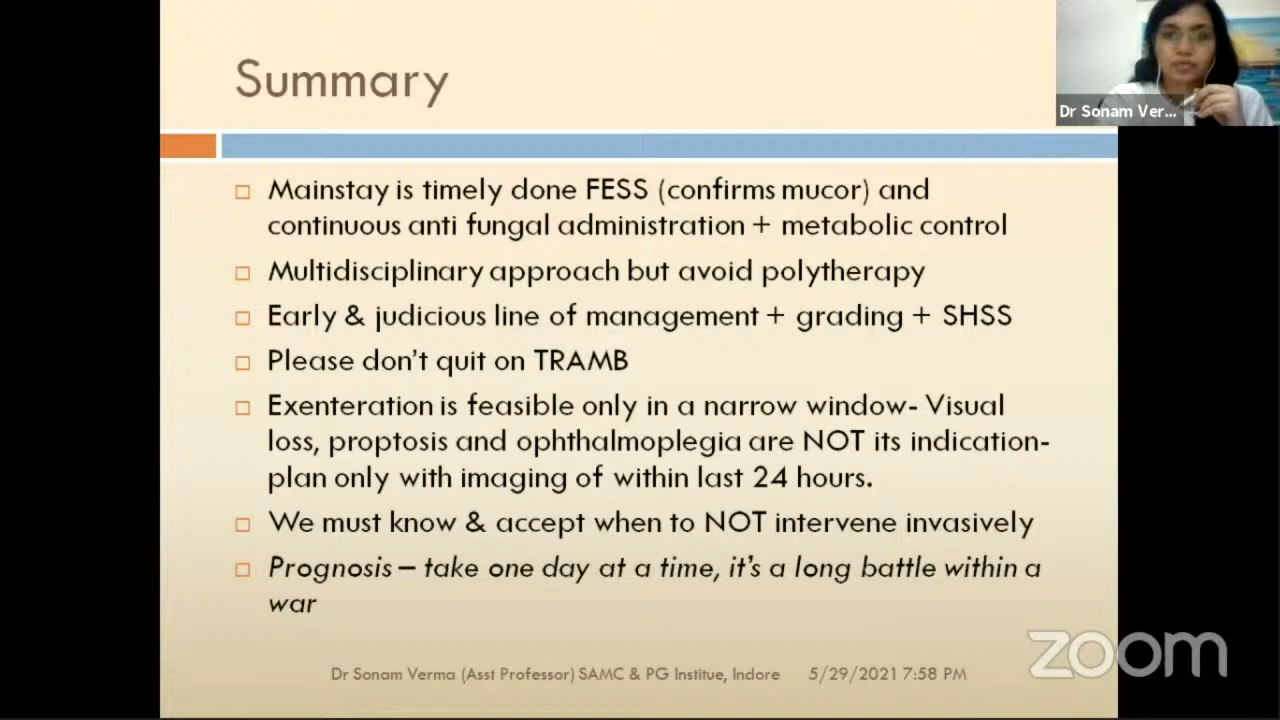 Summary
Dr Sonam Ver...
Mainstay is timely done FESS (confirms mucor) and
continuous anti fungal administration + metabolic control
Multidisciplinary approach but avoid polytherapy
Early & judicious line of management + grading + SHSS
Please don't quit on TRAMB
Exenteration is feasible only in a narrow window- Visual
loss, proptosis and ophthalmoplegia are NOT its indication-
plan only with imaging of within last 24 hours.
We must know & accept when to NOT intervene invasively
Prognosis – take one day at a time, it's a long battle within a
war
Dr Sonam Verma (Asst Professor) SAMC & PG Institue, Indore 5/29/2021 7:58 PM
zoom